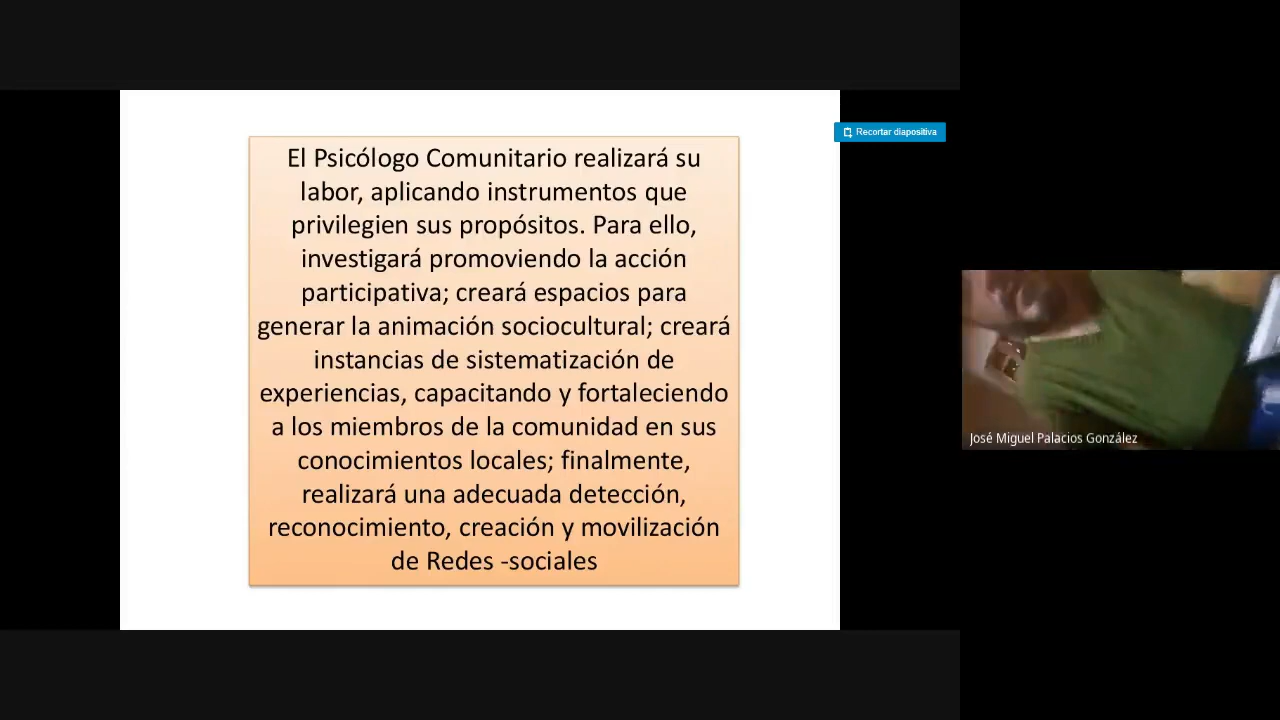 El Psicólogo Comunitario realizará su
labor, aplicando instrumentos que
privilegien sus propósitos. Para ello,
investigará promoviendo la acción
participativa; creará espacios para
generar la animación sociocultural; creará
instancias de sistematización de
experiencias, capacitando y fortaleciendo
a los miembros de la comunidad en sus
conocimientos locales; finalmente,
realizará una adecuada detección,
reconocimiento, creación y movilización
de Redes -sociales
Recortar diapositiva
José Miguel Palacios González